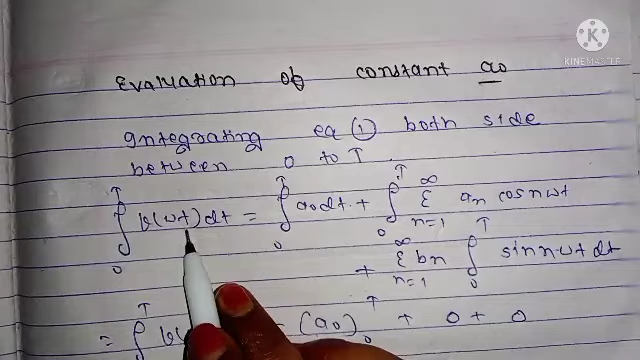 KINEMASTER
Evaluation of constant a₀
Integrating eq ① both side
between 0 to T.
∫₀ᵀ v(ωt) dt = ∫₀ᵀ a₀ dt + ∫₀ᵀ Σₙ₌₁^∞ aₙ cos nωt
+ Σₙ₌₁^∞ bₙ ∫₀ᵀ sin nωt dt
= ∫₀ᵀ (a₀)₀ᵀ + 0 + 0